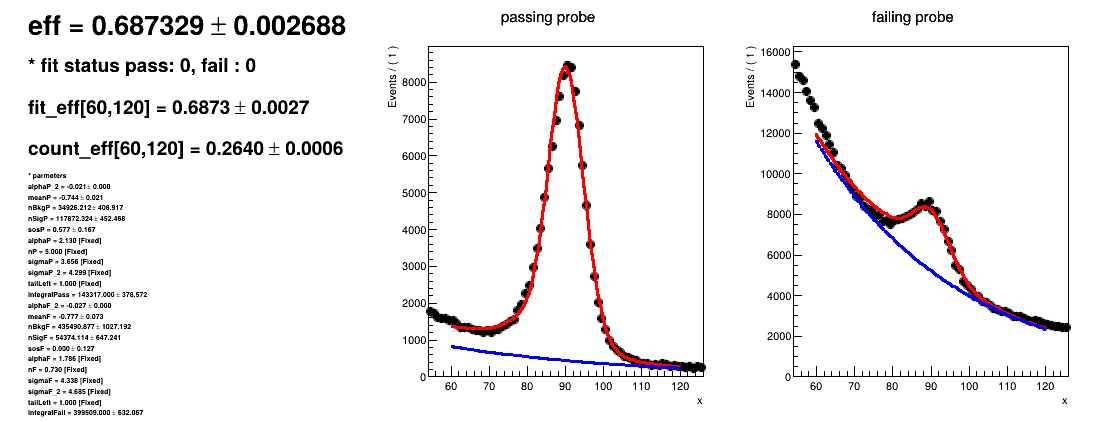 eff = 0.687329 ± 0.002688
* fit status pass: 0, fail : 0
fit_eff[60,120] = 0.6873 ± 0.0027
count_eff[60,120] = 0.2640 ± 0.0006
* parmeters
alphaP_2 = -0.021± 0.000
meanP = -0.744 ± 0.021
nBkgP = 34926.212 ± 408.917
nSigP = 117872.324 ± 452.468
sosP = 0.577 ± 0.167
alphaP = 2.130 [Fixed]
nP = 5.000 [Fixed]
sigmaP = 3.656 [Fixed]
sigmaP_2 = 4.299 [Fixed]
tailLeft = 1.000 [Fixed]
IntegralPass = 143317.000 ± 378.572
alphaF_2 = -0.027 ± 0.000
meanF = -0.777 ± 0.073
nBkgF = 435490.877 ± 1027.192
nSigF = 54374.114 ± 647.241
sosF = 0.000 ± 0.127
alphaF = 1.786 [Fixed]
nF = 0.730 [Fixed]
sigmaF = 4.338 [Fixed]
sigmaF_2 = 4.685 [Fixed]
tailLeft = 1.000 [Fixed]
IntegralFail = 399509.000 ± 632.067
passing probe
Events / ( 1 )
8000
7000
6000
5000
4000
3000
2000
1000
0
60 70 80 90 100 110 120
x
failing probe
Events / ( 1 )
16000
14000
12000
10000
8000
6000
4000
2000
0
60 70 80 90 100 110 120
x